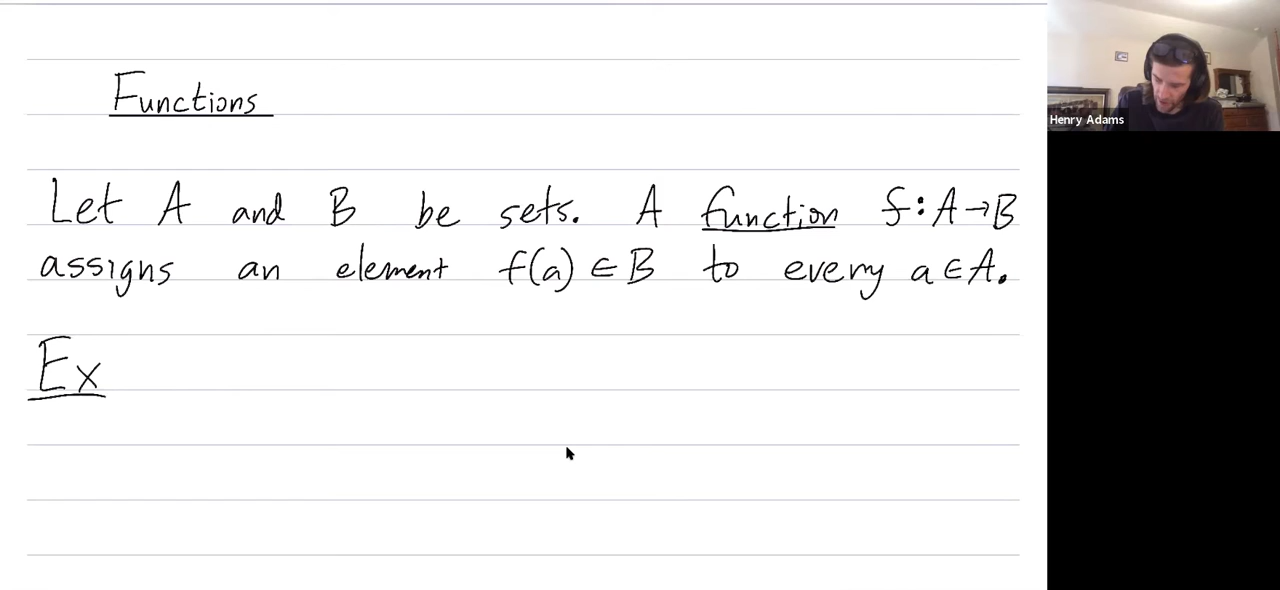 Functions
Let A and B be sets. A function f: A→B
assigns an element f(a) ∈ B to every a ∈ A.
Ex
Henry Adams